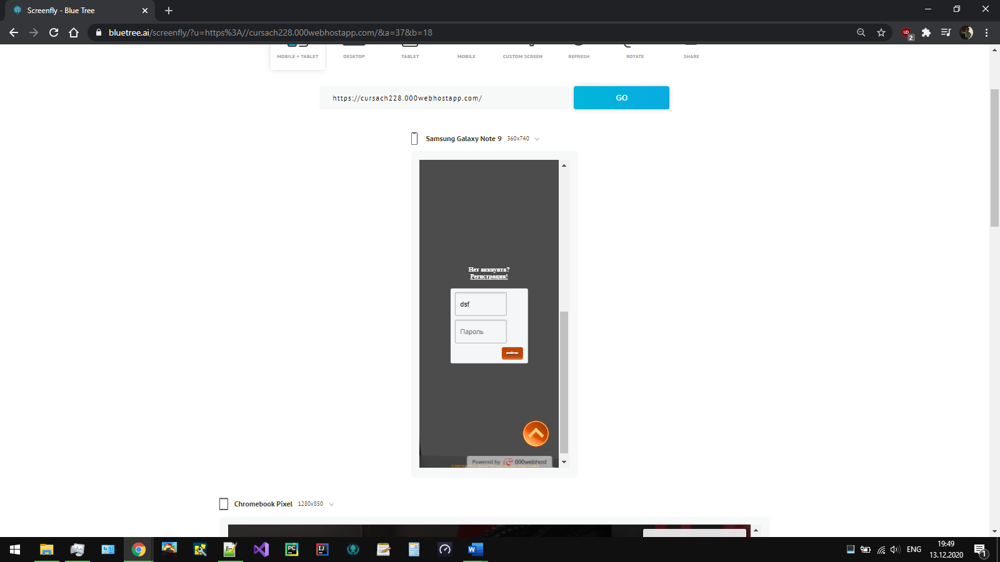 Screenfly - Blue Tree
bluetree.ai/screenfly/?u=https%3A//cursach228.000webhostapp.com/&a=37&b=18
2
MOBILE + TABLET
DESKTOP
TABLET
MOBILE
CUSTOM SCREEN
REFRESH
ROTATE
SHARE
https://cursach228.000webhostapp.com/
GO
Samsung Galaxy Note 9 360x740
Нет аккаунта?
Регистрация!
dsf
Пароль
войти
Powered by 000webhost
Chromebook Pixel 1280x850
ENG
19:49
13.12.2020
1